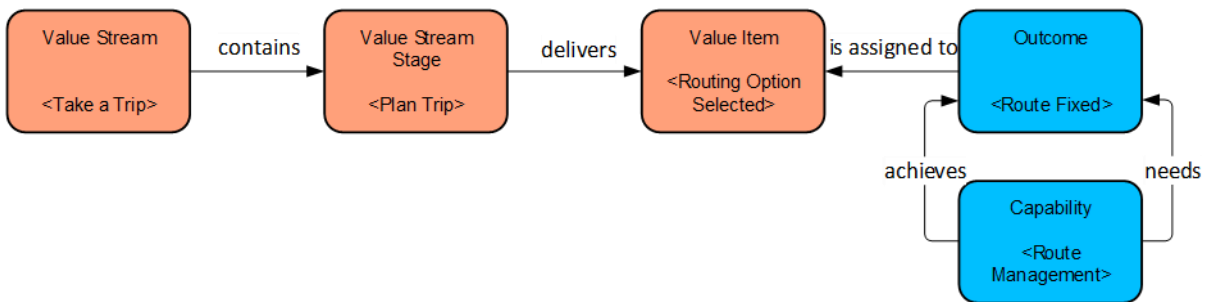 Value Stream
<Take a Trip>
contains
Value Stream
Stage
<Plan Trip>
delivers
Value Item
<Routing Option
Selected>
is assigned to
Outcome
<Route Fixed>
achieves
needs
Capability
<Route
Management>